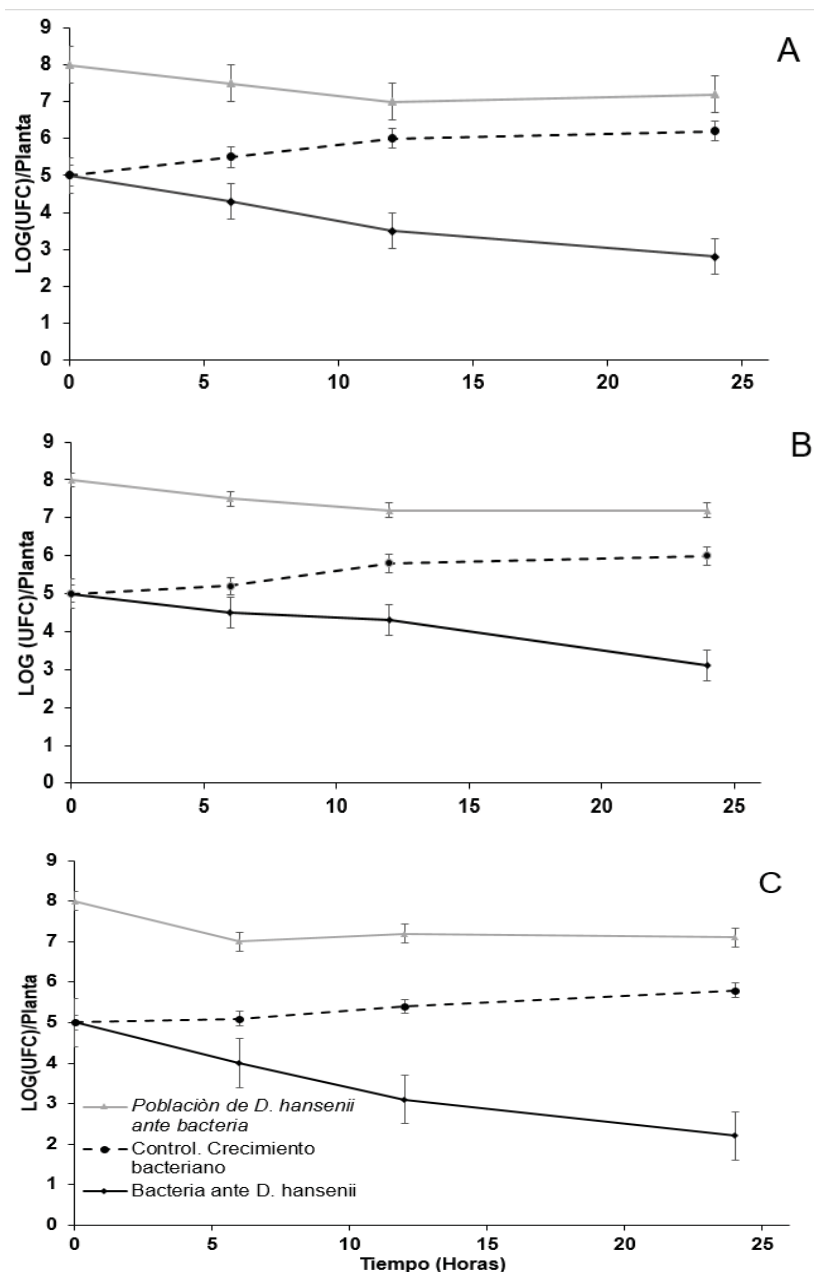 A
9
8
7
6
5
4
3
2
1
0
LOG(UFC)/Planta
0 5 10 15 20 25
B
9
8
7
6
5
4
3
2
1
0
LOG (UFC)/Planta
0 5 10 15 20 25
C
9
8
7
6
5
4
3
2
1
0
LOG(UFC)/Planta
Poblaciòn de D. hansenii
ante bacteria
Control. Crecimiento
bacteriano
Bacteria ante D. hansenii
0 5 10 15 20 25
Tiempo (Horas)